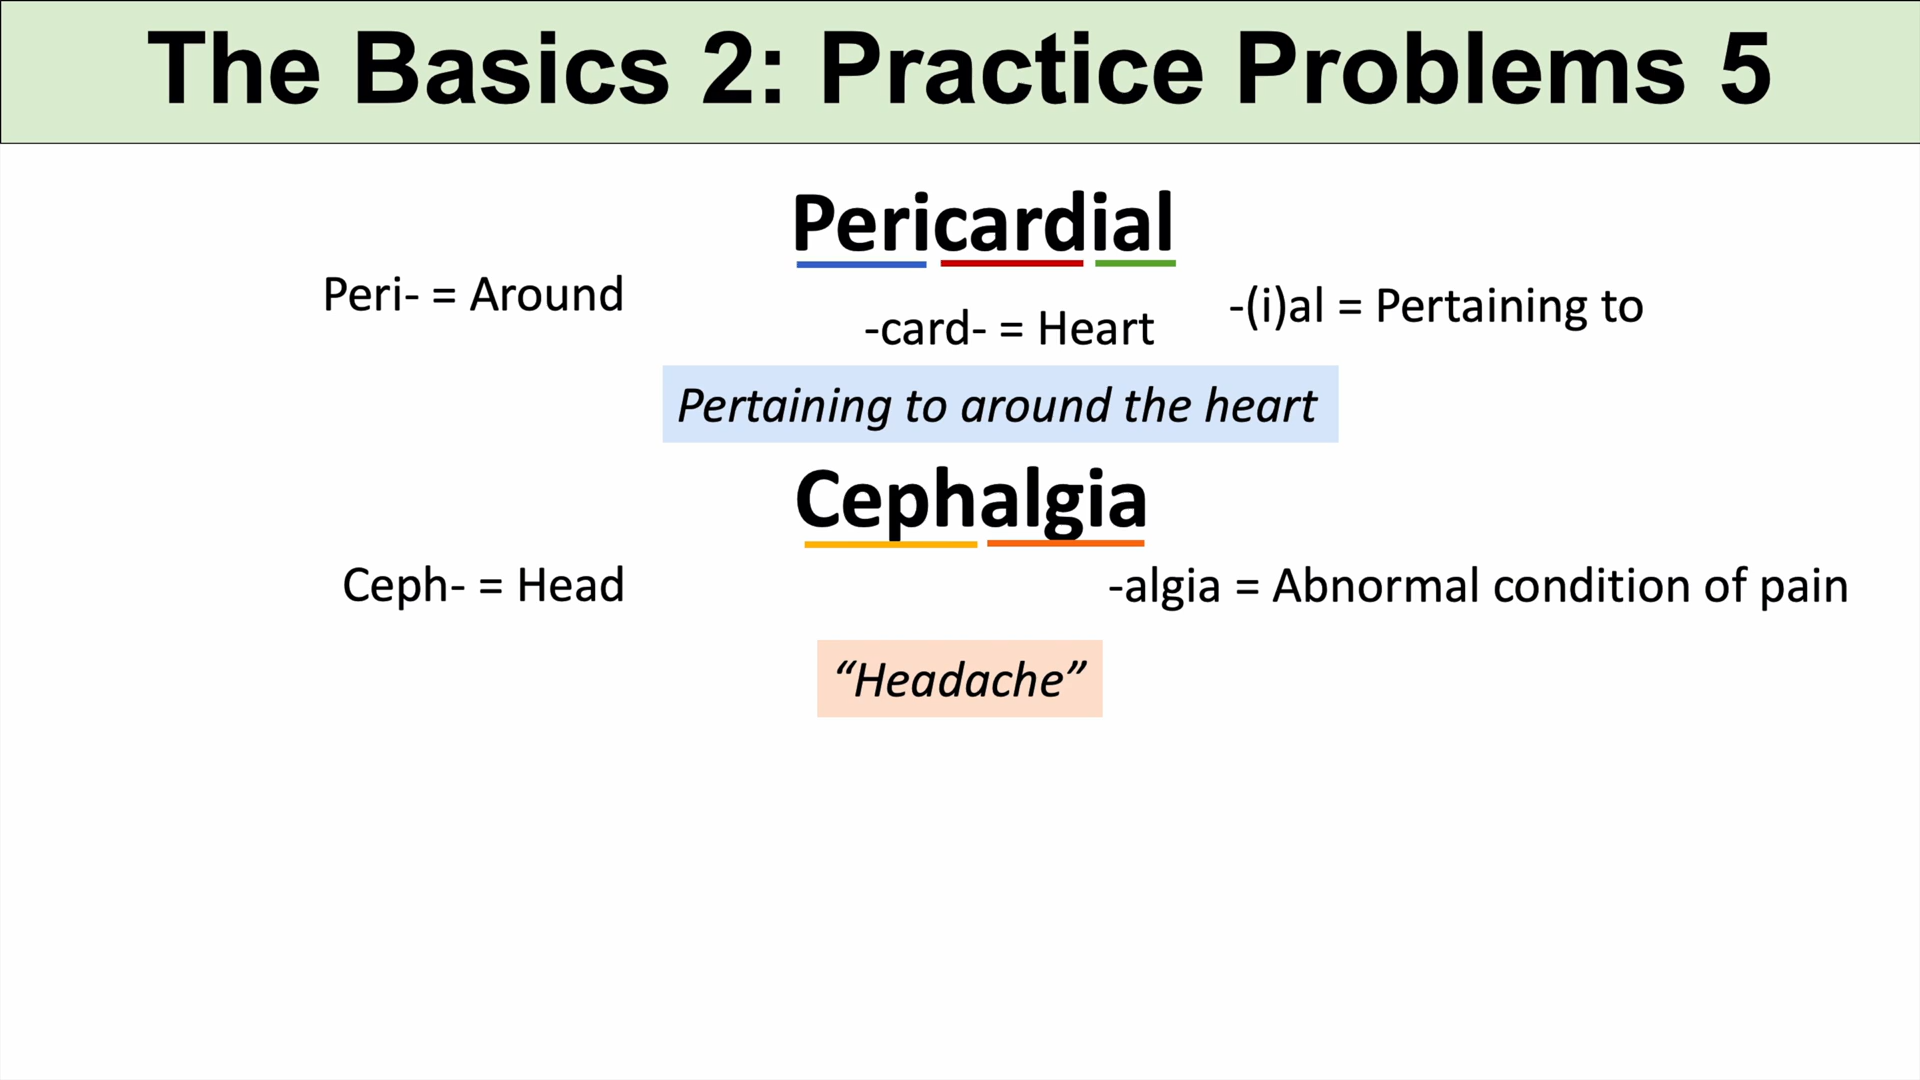 The Basics 2: Practice Problems 5
Pericardial
Peri- = Around
-card- = Heart
-(i)al = Pertaining to
Pertaining to around the heart
Cephalgia
Ceph- = Head
-algia = Abnormal condition of pain
“Headache”